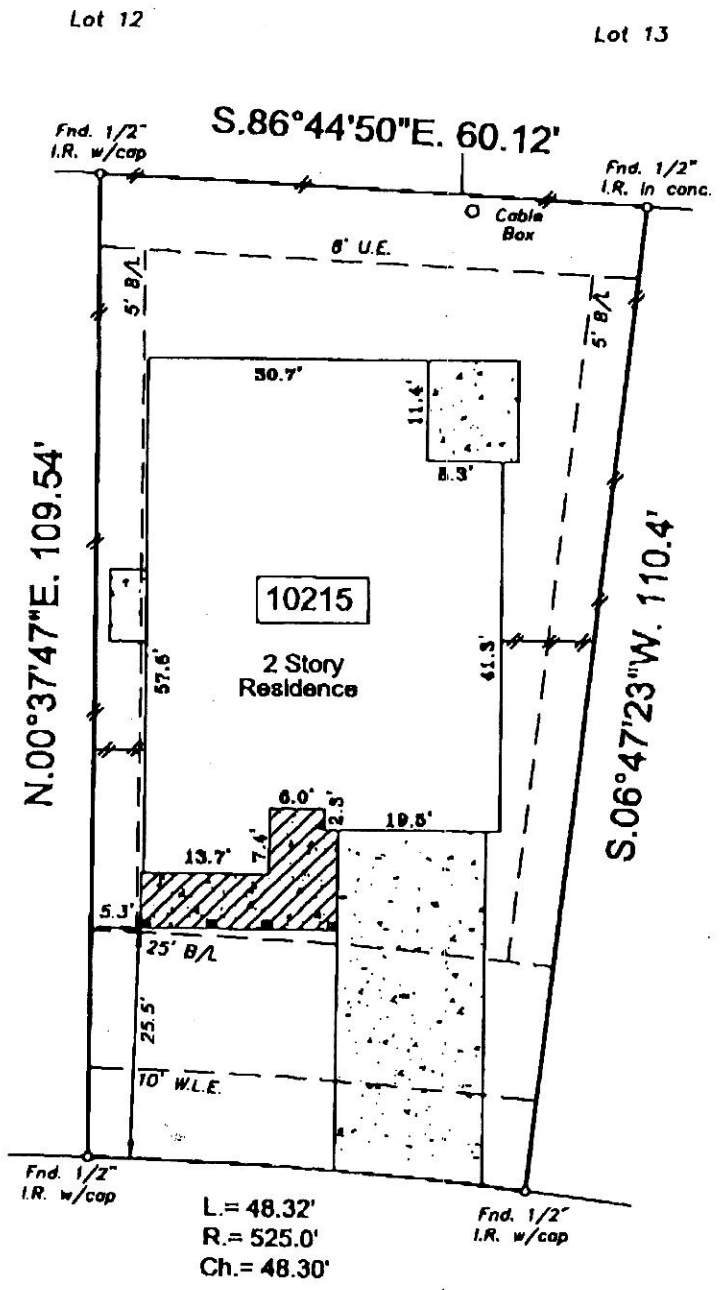 Lot 12
Lot 13
S.86°44'50"E. 60.12'
Fnd. 1/2"
I.R. w/cap
Fnd. 1/2"
I.R. in conc.
Cable
Box
6' U.E.
5' B/L
5' B/L
30.7'
11.4'
8.3'
N.00°37'47"E. 109.54'
10215
2 Story
Residence
57.6'
41.3'
S.06°47'23"W. 110.4'
6.0'
2.3'
19.5'
13.7'
7.4'
5.3'
25' B/L
25.5'
10' W.L.E.
Fnd. 1/2"
I.R. w/cap
L.= 48.32'
R.= 525.0'
Ch.= 48.30'
Fnd. 1/2"
I.R. w/cap